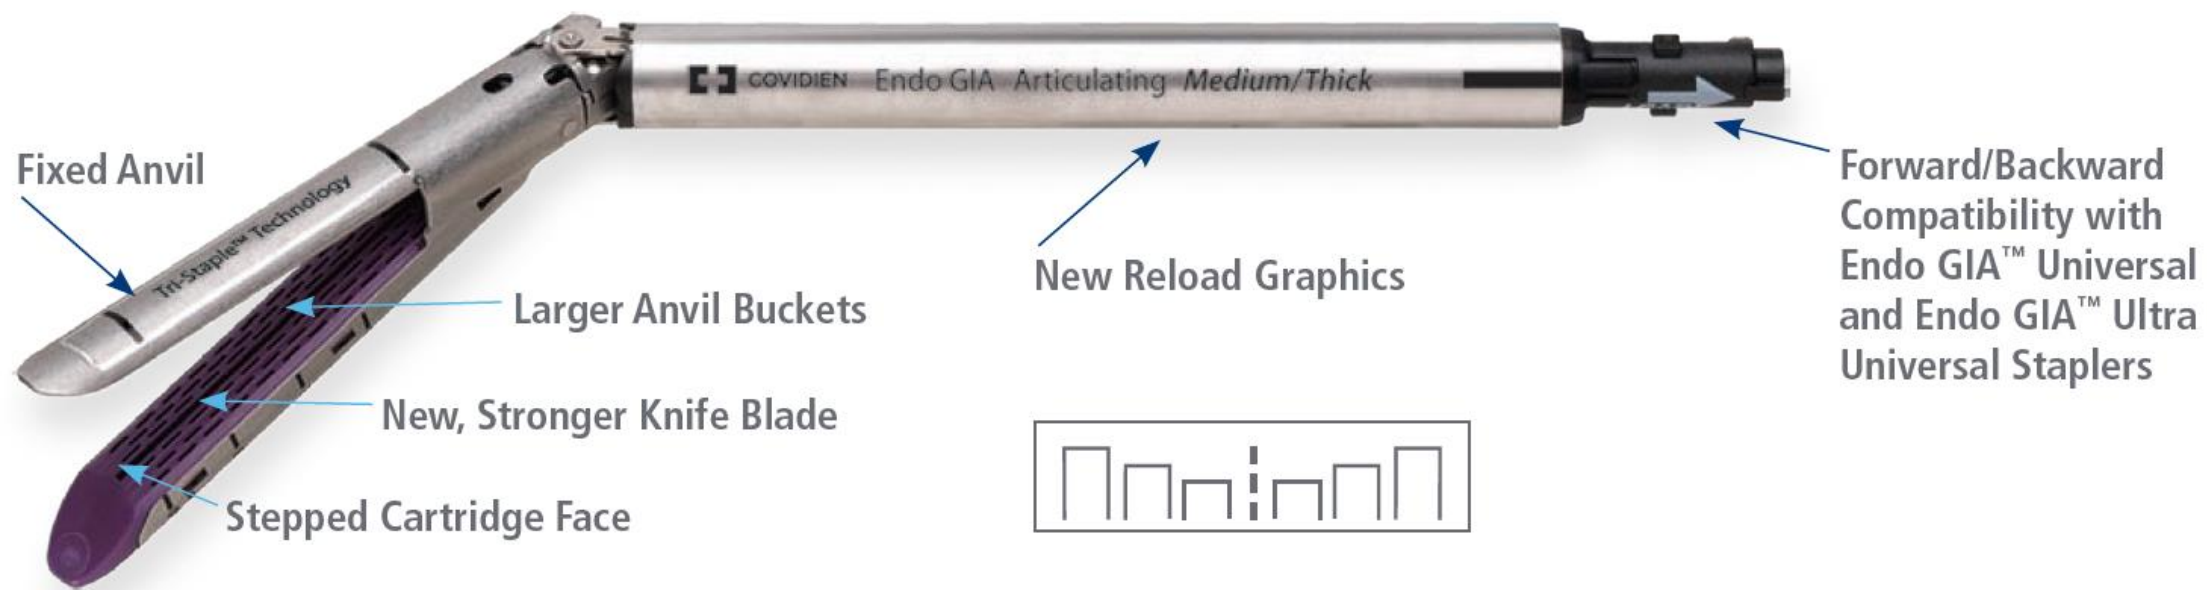 COVIDIEN Endo GIA Articulating Medium/Thick
Fixed Anvil
Tri-Staple™ Technology
Forward/Backward
Compatibility with
Endo GIA™ Universal
and Endo GIA™ Ultra
Universal Staplers
New Reload Graphics
Larger Anvil Buckets
New, Stronger Knife Blade
Stepped Cartridge Face